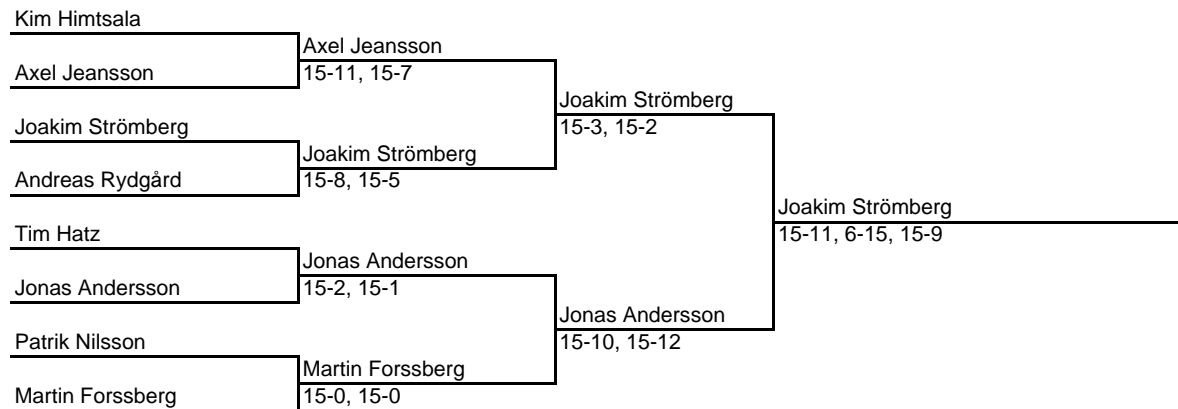 Kim Himtsala
Axel Jeansson
Axel Jeansson
15-11, 15-7
Joakim Strömberg
15-3, 15-2
Joakim Strömberg
Joakim Strömberg
Andreas Rydgård
15-8, 15-5
Joakim Strömberg
15-11, 6-15, 15-9
Tim Hatz
Jonas Andersson
Jonas Andersson
15-2, 15-1
Jonas Andersson
15-10, 15-12
Patrik Nilsson
Martin Forssberg
Martin Forssberg
15-0, 15-0